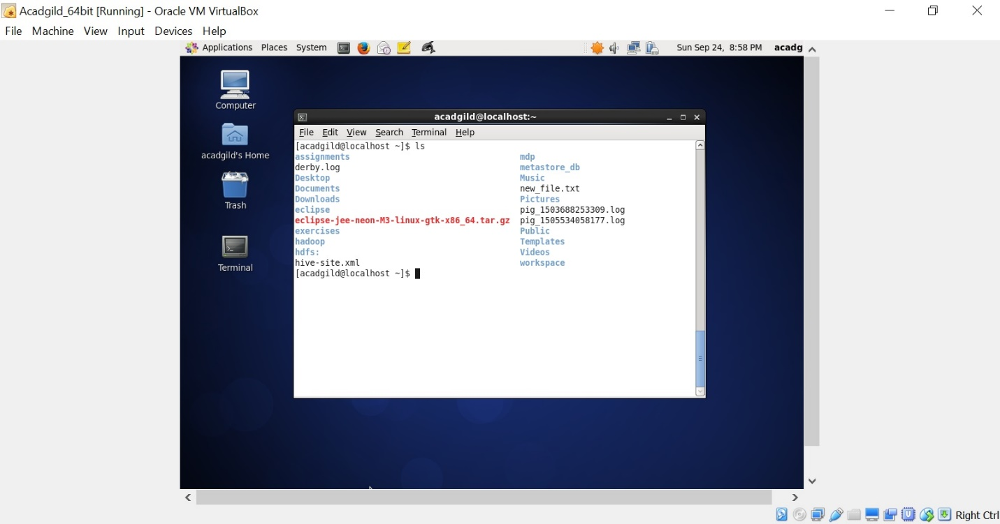 Acadgild_64bit [Running] - Oracle VM VirtualBox
File Machine View Input Devices Help
Applications Places System Sun Sep 24, 8:58 PM acadg
Computer
acadgild's Home
Trash
Terminal
acadgild@localhost:~
File Edit View Search Terminal Help
[acadgild@localhost ~]$ ls
assignments mdp
derby.log metastore_db
Desktop Music
Documents new_file.txt
Downloads Pictures
eclipse pig_1503688253309.log
eclipse-jee-neon-M3-linux-gtk-x86_64.tar.gz pig_1505534058177.log
exercises Public
hadoop Templates
hdfs: Videos
hive-site.xml workspace
[acadgild@localhost ~]$
Right Ctrl